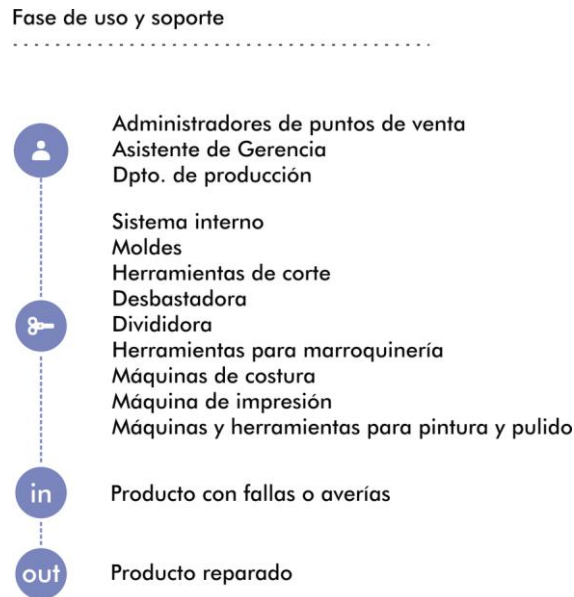 Fase de uso y soporte
Administradores de puntos de venta
Asistente de Gerencia
Dpto. de producción
Sistema interno
Moldes
Herramientas de corte
Desbastadora
Divididora
Herramientas para marroquinería
Máquinas de costura
Máquina de impresión
Máquinas y herramientas para pintura y pulido
in Producto con fallas o averías
out Producto reparado